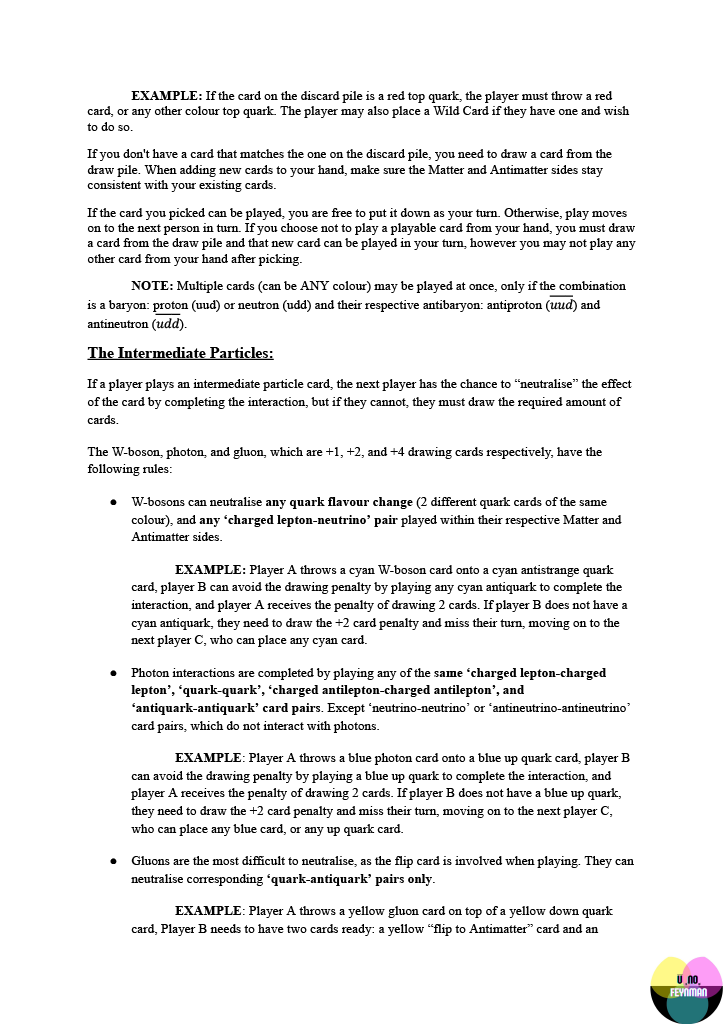 EXAMPLE: If the card on the discard pile is a red top quark, the player must throw a red
card, or any other colour top quark. The player may also place a Wild Card if they have one and wish
to do so.
If you don't have a card that matches the one on the discard pile, you need to draw a card from the
draw pile. When adding new cards to your hand, make sure the Matter and Antimatter sides stay
consistent with your existing cards.
If the card you picked can be played, you are free to put it down as your turn. Otherwise, play moves
on to the next person in turn. If you choose not to play a playable card from your hand, you must draw
a card from the draw pile and that new card can be played in your turn, however you may not play any
other card from your hand after picking.
NOTE: Multiple cards (can be ANY colour) may be played at once, only if the combination
is a baryon: proton (uud) or neutron (udd) and their respective antibaryon: antiproton (u̅u̅d̅) and
antineutron (u̅d̅d̅).
The Intermediate Particles:
If a player plays an intermediate particle card, the next player has the chance to “neutralise” the effect
of the card by completing the interaction, but if they cannot, they must draw the required amount of
cards.
The W-boson, photon, and gluon, which are +1, +2, and +4 drawing cards respectively, have the
following rules:
● W-bosons can neutralise any quark flavour change (2 different quark cards of the same
colour), and any ‘charged lepton-neutrino’ pair played within their respective Matter and
Antimatter sides.
EXAMPLE: Player A throws a cyan W-boson card onto a cyan antistrange quark
card, player B can avoid the drawing penalty by playing any cyan antiquark to complete the
interaction, and player A receives the penalty of drawing 2 cards. If player B does not have a
cyan antiquark, they need to draw the +2 card penalty and miss their turn, moving on to the
next player C, who can place any cyan card.
● Photon interactions are completed by playing any of the same ‘charged lepton-charged
lepton’, ‘quark-quark’, ‘charged antilepton-charged antilepton’, and
‘antiquark-antiquark’ card pairs. Except ‘neutrino-neutrino’ or ‘antineutrino-antineutrino’
card pairs, which do not interact with photons.
EXAMPLE: Player A throws a blue photon card onto a blue up quark card, player B
can avoid the drawing penalty by playing a blue up quark to complete the interaction, and
player A receives the penalty of drawing 2 cards. If player B does not have a blue up quark,
they need to draw the +2 card penalty and miss their turn, moving on to the next player C,
who can place any blue card, or any up quark card.
● Gluons are the most difficult to neutralise, as the flip card is involved when playing. They can
neutralise corresponding ‘quark-antiquark’ pairs only.
EXAMPLE: Player A throws a yellow gluon card on top of a yellow down quark
card, Player B needs to have two cards ready: a yellow “flip to Antimatter” card and an
FEYNMAN